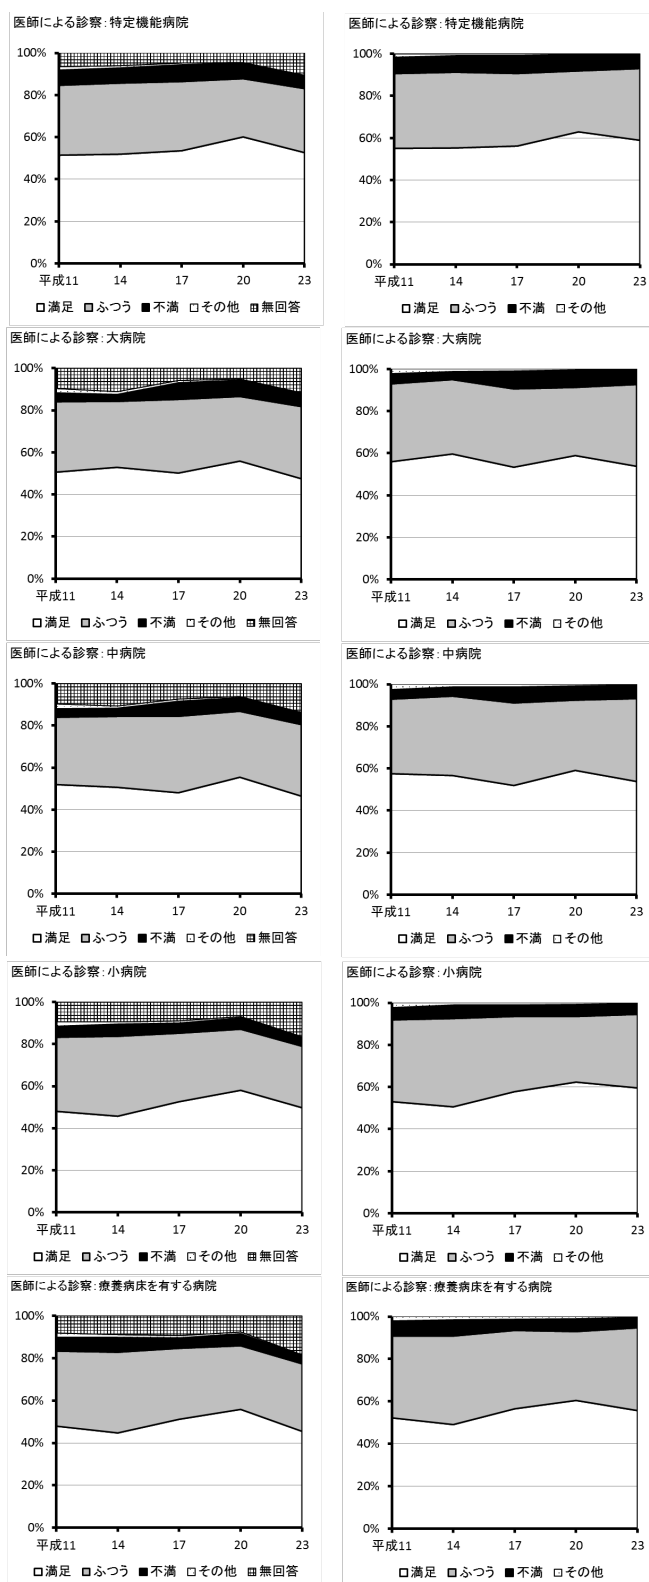 医師による診察:特定機能病院
100%
80%
60%
40%
20%
0%
平成11 14 17 20 23
□満足 ■ふつう ■不満 □その他 ⊞無回答
医師による診察:特定機能病院
100%
80%
60%
40%
20%
0%
平成11 14 17 20 23
□満足 ■ふつう ■不満 □その他
医師による診察:大病院
100%
80%
60%
40%
20%
0%
平成11 14 17 20 23
□満足 ■ふつう ■不満 □その他 ⊞無回答
医師による診察:大病院
100%
80%
60%
40%
20%
0%
平成11 14 17 20 23
□満足 ■ふつう ■不満 □その他
医師による診察:中病院
100%
80%
60%
40%
20%
0%
平成11 14 17 20 23
□満足 ■ふつう ■不満 □その他 ⊞無回答
医師による診察:中病院
100%
80%
60%
40%
20%
0%
平成11 14 17 20 23
□満足 ■ふつう ■不満 □その他
医師による診察:小病院
100%
80%
60%
40%
20%
0%
平成11 14 17 20 23
□満足 ■ふつう ■不満 □その他 ⊞無回答
医師による診察:小病院
100%
80%
60%
40%
20%
0%
平成11 14 17 20 23
□満足 ■ふつう ■不満 □その他
医師による診察:療養病床を有する病院
100%
80%
60%
40%
20%
0%
平成11 14 17 20 23
□満足 ■ふつう ■不満 □その他 ⊞無回答
医師による診察:療養病床を有する病院
100%
80%
60%
40%
20%
0%
平成11 14 17 20 23
□満足 ■ふつう ■不満 □その他